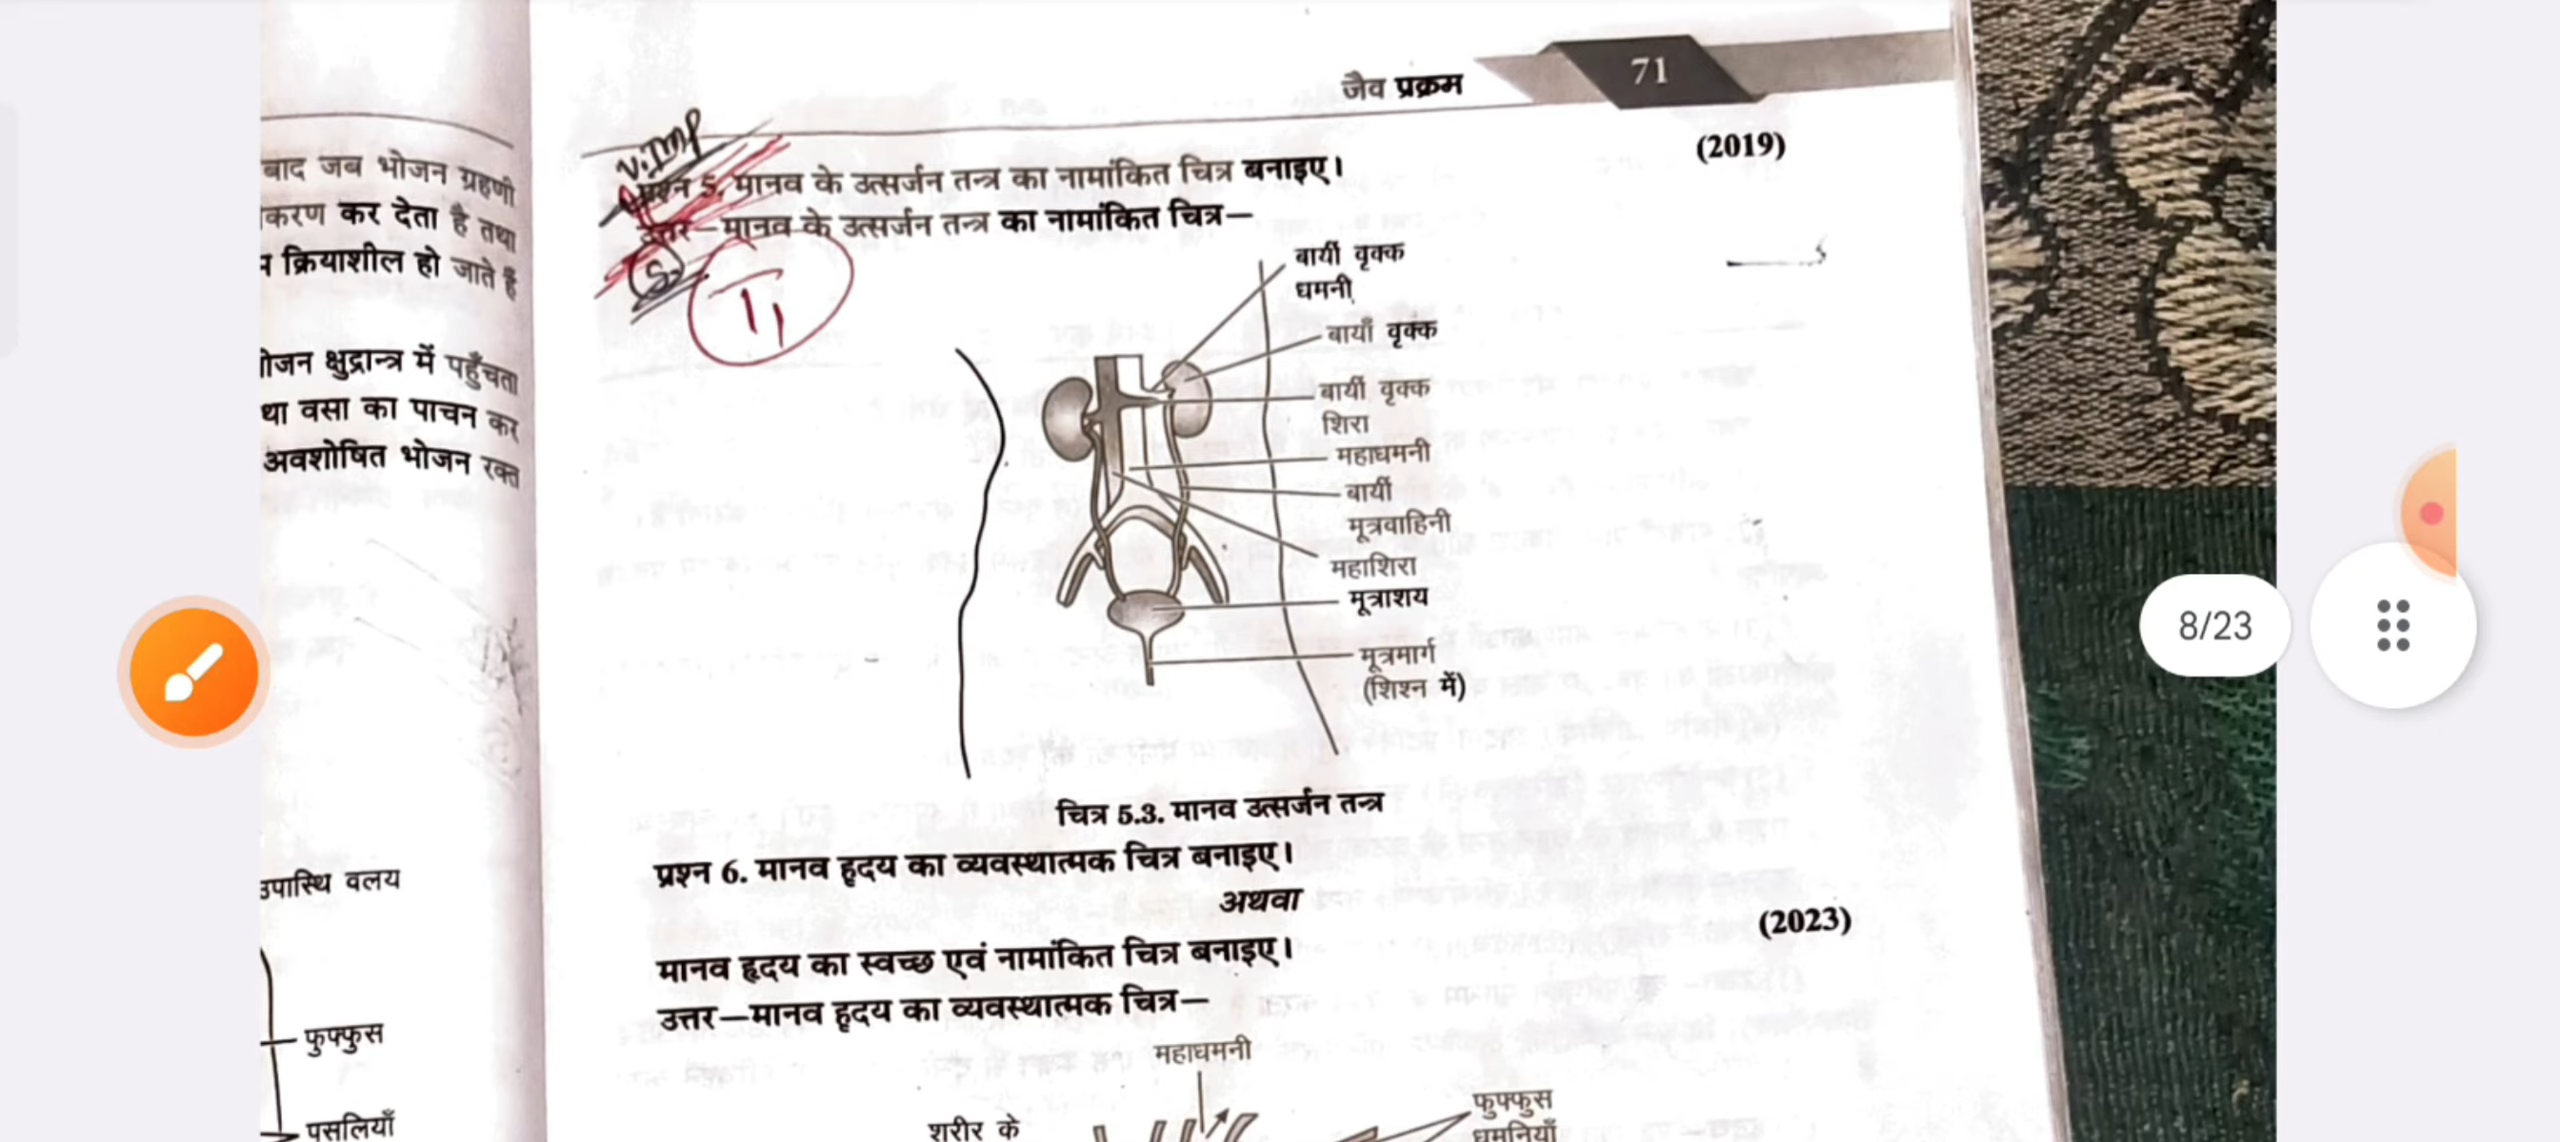 बाद जब भोजन ग्रहणी
करण कर देता है तथा
क्रियाशील हो जाते हैं
में पहुँचता
था वसा का पाचन कर
अवशोषित भोजन रक्त
उपास्थि वलय
फुफ्फुस
पसलियाँ
जैव प्रक्रम
71
V.Imp
प्रश्न 5. मानव के उत्सर्जन तन्त्र का नामांकित चित्र बनाइए।
(2019)
उत्तर—मानव के उत्सर्जन तन्त्र का नामांकित चित्र—
बायीं वृक्क
धमनी
बायाँ वृक्क
बायीं वृक्क
शिरा
महाधमनी
बायीं
मूत्रवाहिनी
महाशिरा
मूत्राशय
मूत्रमार्ग
(शिश्न में)
चित्र 5.3. मानव उत्सर्जन तन्त्र
प्रश्न 6. मानव हृदय का व्यवस्थात्मक चित्र बनाइए।
अथवा
मानव हृदय का स्वच्छ एवं नामांकित चित्र बनाइए।
(2023)
उत्तर—मानव हृदय का व्यवस्थात्मक चित्र—
महाधमनी
शरीर के
फुफ्फुस
धमनियाँ
8/23